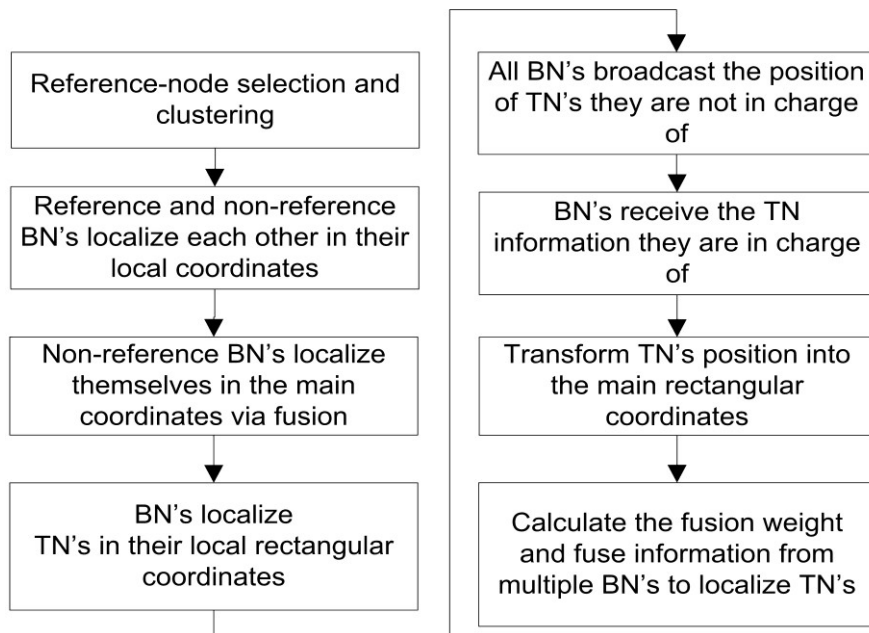 Reference-node selection and
clustering
Reference and non-reference
BN's localize each other in their
local coordinates
Non-reference BN's localize
themselves in the main
coordinates via fusion
BN's localize
TN's in their local rectangular
coordinates
All BN's broadcast the position
of TN's they are not in charge
of
BN's receive the TN
information they are in charge
of
Transform TN's position into
the main rectangular
coordinates
Calculate the fusion weight
and fuse information from
multiple BN's to localize TN's